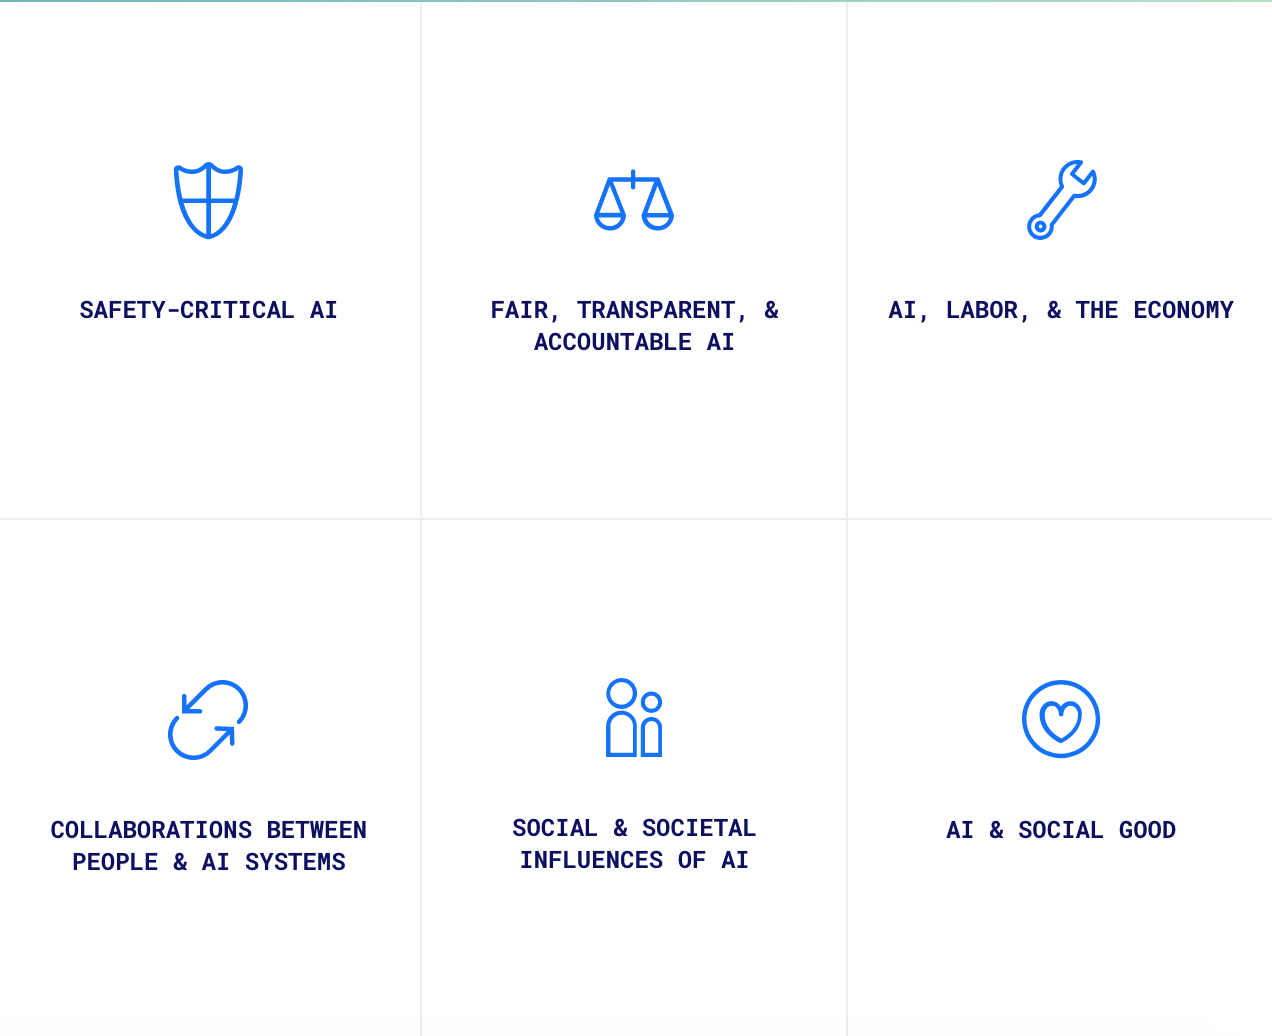 SAFETY-CRITICAL AI
FAIR, TRANSPARENT, &
ACCOUNTABLE AI
AI, LABOR, & THE ECONOMY
COLLABORATIONS BETWEEN
PEOPLE & AI SYSTEMS
SOCIAL & SOCIETAL
INFLUENCES OF AI
AI & SOCIAL GOOD